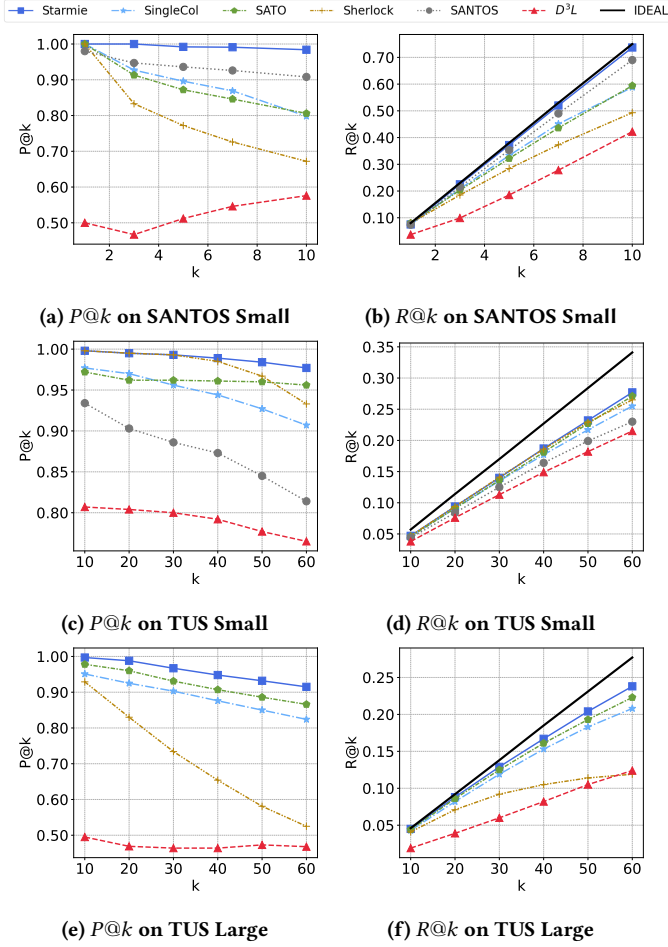 Starmie SingleCol SATO Sherlock SANTOS D³L IDEAL
1.00
0.90
0.80
0.70
0.60
0.50
P@k
2 4 6 8 10
k
0.70
0.60
0.50
0.40
0.30
0.20
0.10
R@k
2 4 6 8 10
k
(a) P@k on SANTOS Small
(b) R@k on SANTOS Small
1.00
0.95
0.90
0.85
0.80
P@k
10 20 30 40 50 60
k
0.35
0.30
0.25
0.20
0.15
0.10
0.05
R@k
10 20 30 40 50 60
k
(c) P@k on TUS Small
(d) R@k on TUS Small
1.00
0.90
0.80
0.70
0.60
0.50
P@k
10 20 30 40 50 60
k
0.25
0.20
0.15
0.10
0.05
R@k
10 20 30 40 50 60
k
(e) P@k on TUS Large
(f) R@k on TUS Large